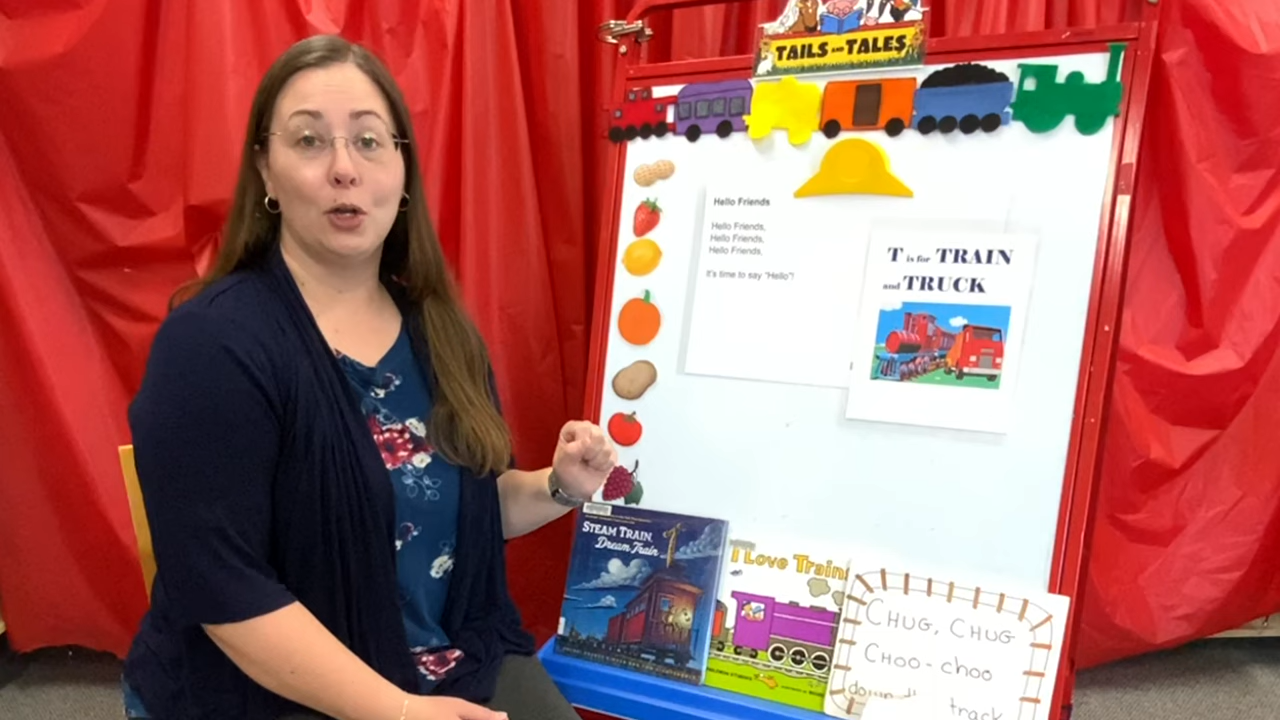 TAILS AND TALES
Hello Friends
Hello Friends,
Hello Friends,
Hello Friends,
It's time to say "Hello"!
T is for TRAIN
and TRUCK
STEAM TRAIN,
Dream Train
I Love Trains
CHUG, CHUG
CHOO-choo
down
track